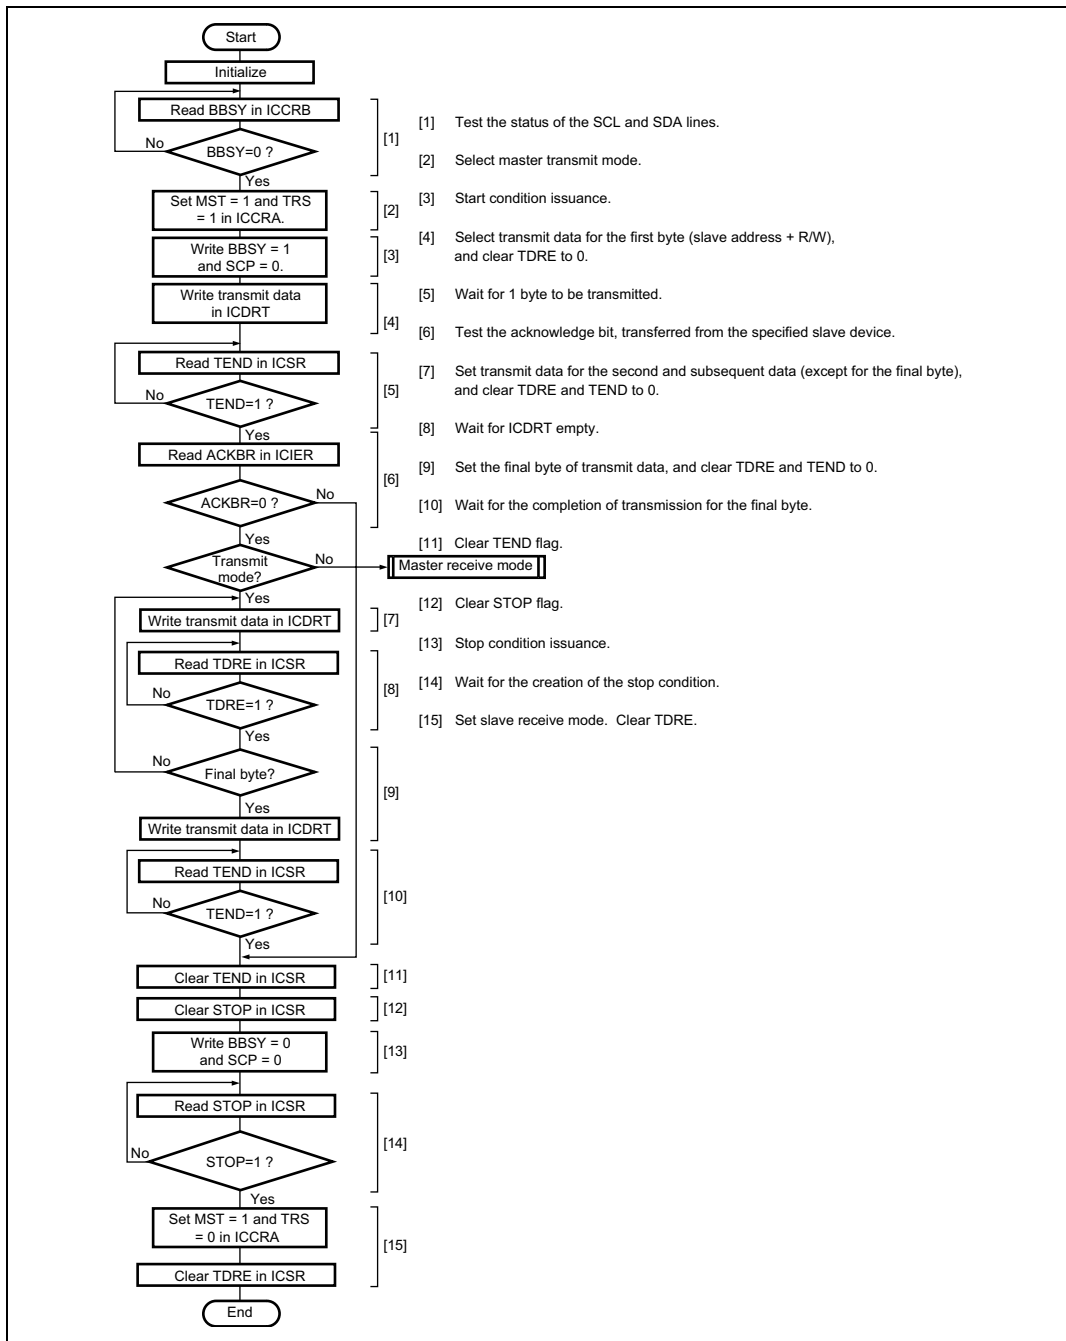 Start
Initialize
Read BBSY in ICCRB
No
BBSY=0 ?
[1]
Yes
Set MST = 1 and TRS
= 1 in ICCRA.
[2]
Write BBSY = 1
and SCP = 0.
[3]
Write transmit data
in ICDRT
[4]
Read TEND in ICSR
No
TEND=1 ?
[5]
Yes
Read ACKBR in ICIER
[6]
ACKBR=0 ?
No
Yes
Transmit
mode?
No
Master receive mode
Yes
Write transmit data in ICDRT
[7]
Read TDRE in ICSR
No
TDRE=1 ?
[8]
Yes
No
Final byte?
[9]
Yes
Write transmit data in ICDRT
Read TEND in ICSR
[10]
No
TEND=1 ?
Yes
Clear TEND in ICSR
[11]
Clear STOP in ICSR
[12]
Write BBSY = 0
and SCP = 0
[13]
Read STOP in ICSR
[14]
No
STOP=1 ?
Yes
Set MST = 1 and TRS
= 0 in ICCRA
[15]
Clear TDRE in ICSR
End
[1] Test the status of the SCL and SDA lines.
[2] Select master transmit mode.
[3] Start condition issuance.
[4] Select transmit data for the first byte (slave address + R/W),
and clear TDRE to 0.
[5] Wait for 1 byte to be transmitted.
[6] Test the acknowledge bit, transferred from the specified slave device.
[7] Set transmit data for the second and subsequent data (except for the final byte),
and clear TDRE and TEND to 0.
[8] Wait for ICDRT empty.
[9] Set the final byte of transmit data, and clear TDRE and TEND to 0.
[10] Wait for the completion of transmission for the final byte.
[11] Clear TEND flag.
[12] Clear STOP flag.
[13] Stop condition issuance.
[14] Wait for the creation of the stop condition.
[15] Set slave receive mode. Clear TDRE.